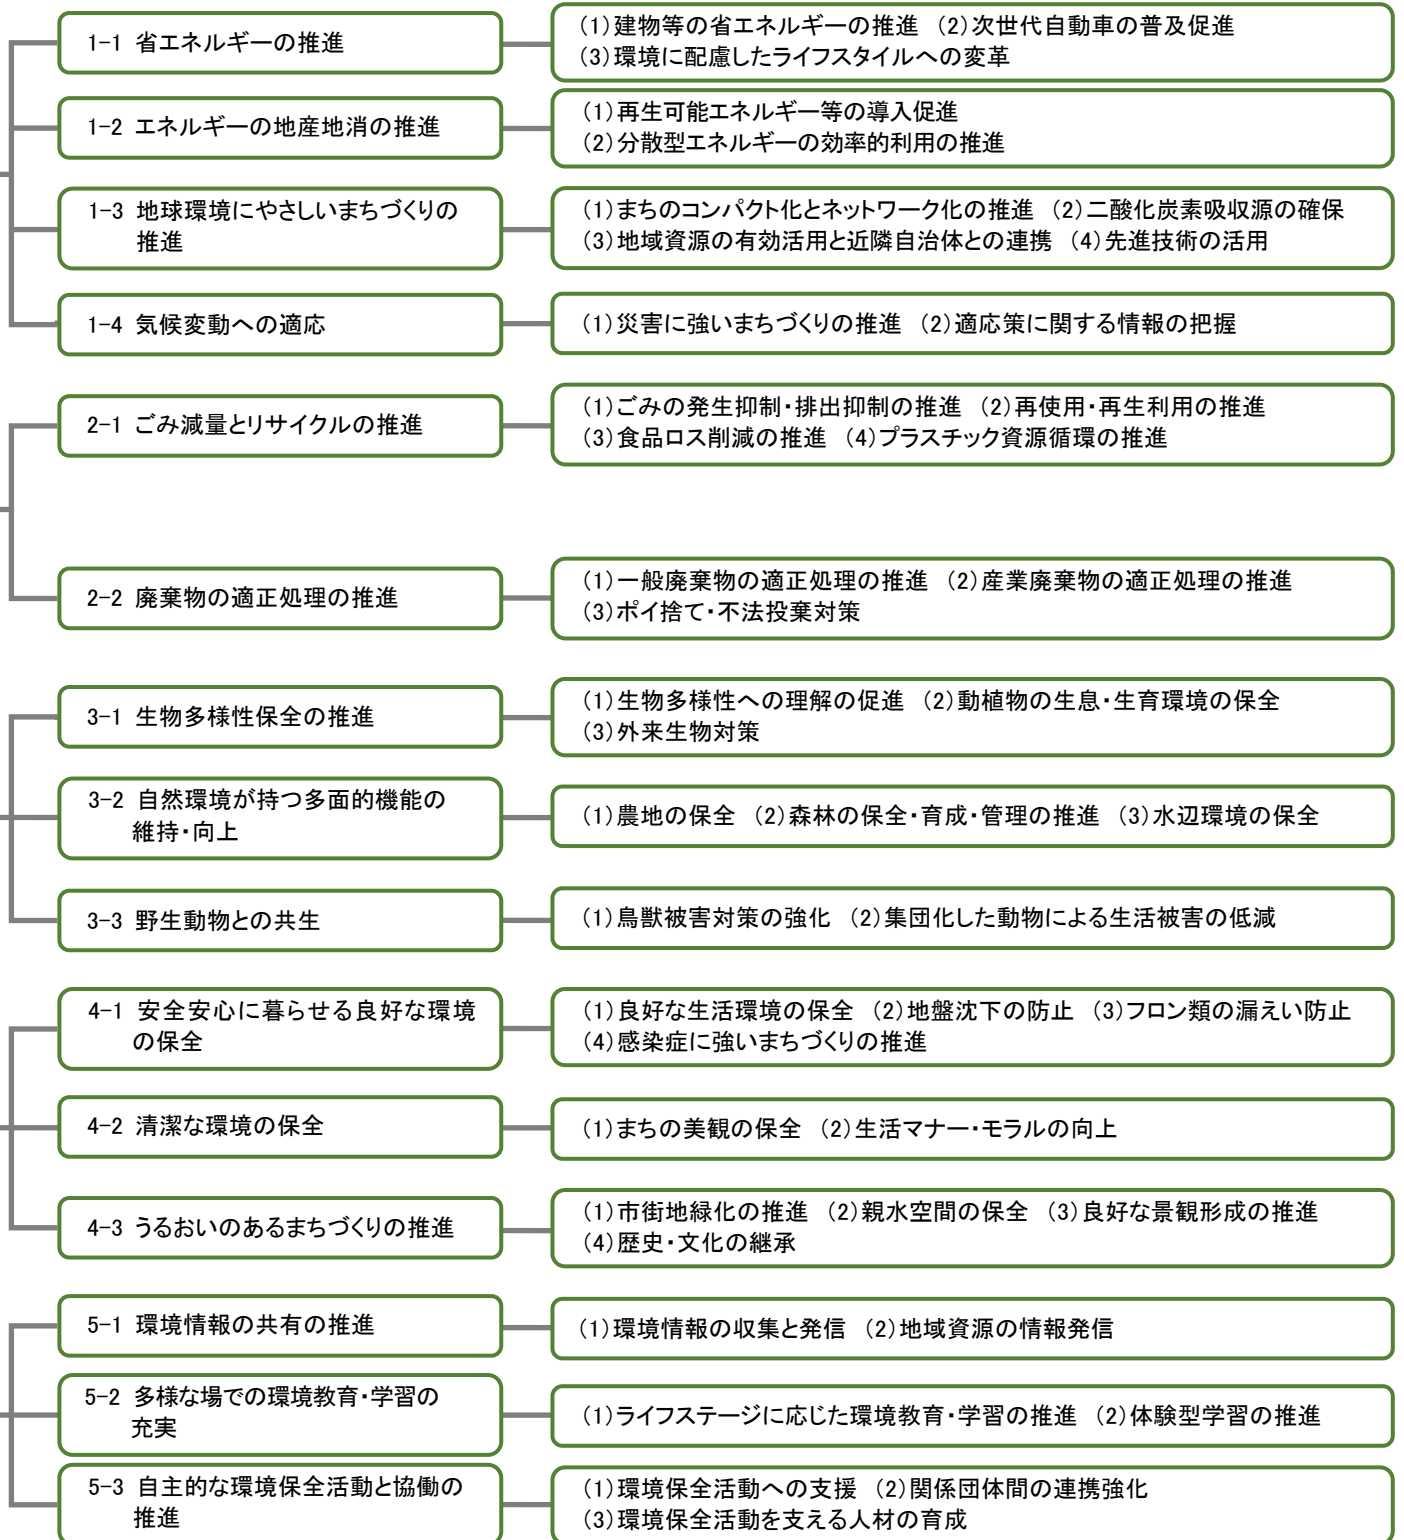 1-1 省エネルギーの推進
(1)建物等の省エネルギーの推進 (2)次世代自動車の普及促進
(3)環境に配慮したライフスタイルへの変革
1-2 エネルギーの地産地消の推進
(1)再生可能エネルギー等の導入促進
(2)分散型エネルギーの効率的利用の推進
1-3 地球環境にやさしいまちづくりの
推進
(1)まちのコンパクト化とネットワーク化の推進 (2)二酸化炭素吸収源の確保
(3)地域資源の有効活用と近隣自治体との連携 (4)先進技術の活用
1-4 気候変動への適応
(1)災害に強いまちづくりの推進 (2)適応策に関する情報の把握
2-1 ごみ減量とリサイクルの推進
(1)ごみの発生抑制・排出抑制の推進 (2)再使用・再生利用の推進
(3)食品ロス削減の推進 (4)プラスチック資源循環の推進
2-2 廃棄物の適正処理の推進
(1)一般廃棄物の適正処理の推進 (2)産業廃棄物の適正処理の推進
(3)ポイ捨て・不法投棄対策
3-1 生物多様性保全の推進
(1)生物多様性への理解の促進 (2)動植物の生息・生育環境の保全
(3)外来生物対策
3-2 自然環境が持つ多面的機能の
維持・向上
(1)農地の保全 (2)森林の保全・育成・管理の推進 (3)水辺環境の保全
3-3 野生動物との共生
(1)鳥獣被害対策の強化 (2)集団化した動物による生活被害の低減
4-1 安全安心に暮らせる良好な環境
の保全
(1)良好な生活環境の保全 (2)地盤沈下の防止 (3)フロン類の漏えい防止
(4)感染症に強いまちづくりの推進
4-2 清潔な環境の保全
(1)まちの美観の保全 (2)生活マナー・モラルの向上
4-3 うるおいのあるまちづくりの推進
(1)市街地緑化の推進 (2)親水空間の保全 (3)良好な景観形成の推進
(4)歴史・文化の継承
5-1 環境情報の共有の推進
(1)環境情報の収集と発信 (2)地域資源の情報発信
5-2 多様な場での環境教育・学習の
充実
(1)ライフステージに応じた環境教育・学習の推進 (2)体験型学習の推進
5-3 自主的な環境保全活動と協働の
推進
(1)環境保全活動への支援 (2)関係団体間の連携強化
(3)環境保全活動を支える人材の育成